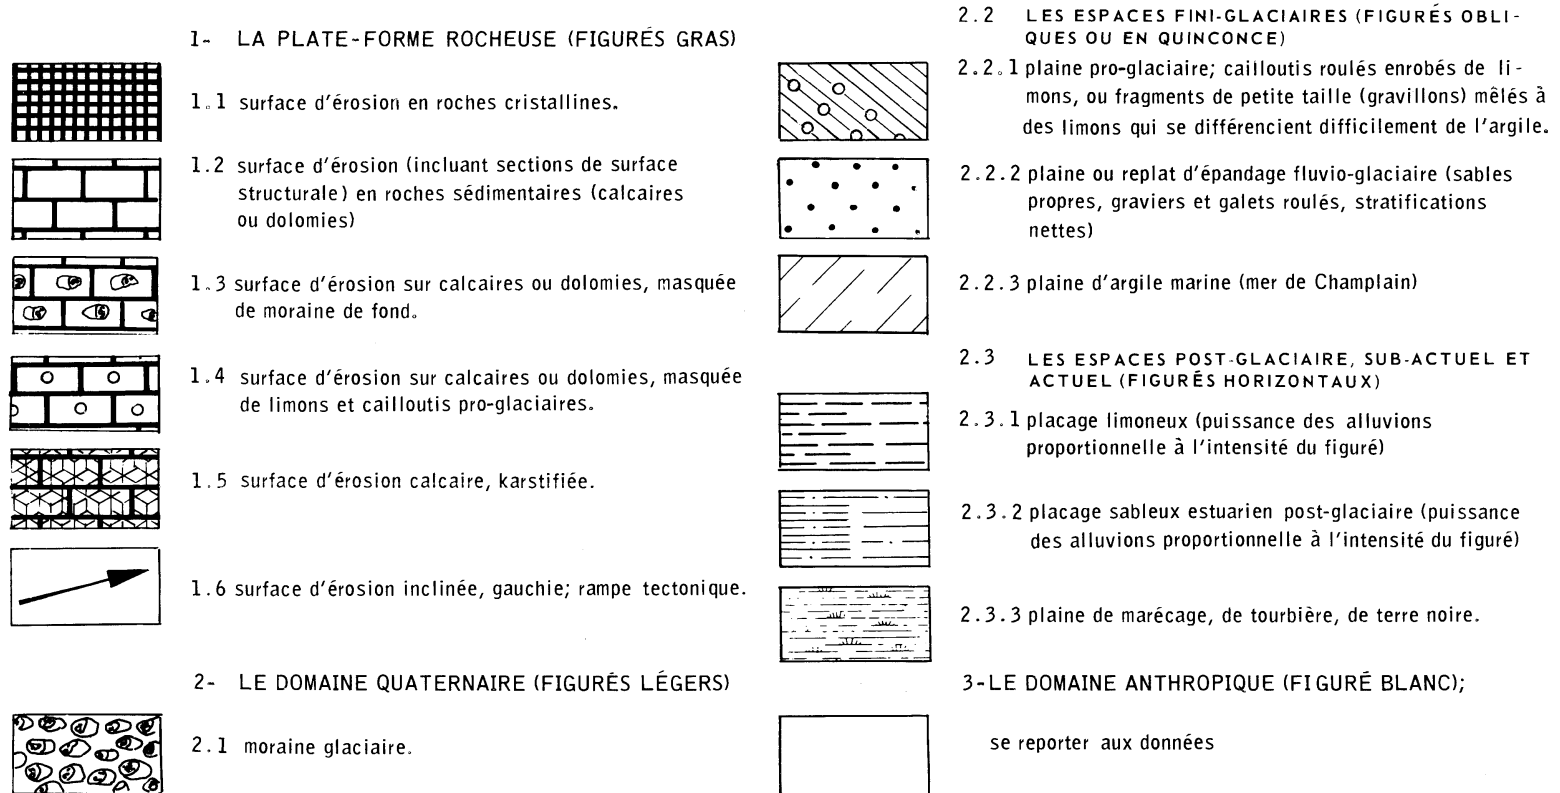 1- LA PLATE-FORME ROCHEUSE (FIGURÉS GRAS)
1.1 surface d'érosion en roches cristallines.
1.2 surface d'érosion (incluant sections de surface
structurale) en roches sédimentaires (calcaires
ou dolomies)
1.3 surface d'érosion sur calcaires ou dolomies, masquée
de moraine de fond.
1.4 surface d'érosion sur calcaires ou dolomies, masquée
de limons et cailloutis pro-glaciaires.
1.5 surface d'érosion calcaire, karstifiée.
1.6 surface d'érosion inclinée, gauchie; rampe tectonique.
2- LE DOMAINE QUATERNAIRE (FIGURÉS LÉGERS)
2.1 moraine glaciaire.
2.2 LES ESPACES FINI-GLACIAIRES (FIGURÉS OBLI-
QUES OU EN QUINCONCE)
2.2.1 plaine pro-glaciaire; cailloutis roulés enrobés de li-
mons, ou fragments de petite taille (gravillons) mêlés à
des limons qui se différencient difficilement de l'argile.
2.2.2 plaine ou replat d'épandage fluvio-glaciaire (sables
propres, graviers et galets roulés, stratifications
nettes)
2.2.3 plaine d'argile marine (mer de Champlain)
2.3 LES ESPACES POST-GLACIAIRE, SUB-ACTUEL ET
ACTUEL (FIGURÉS HORIZONTAUX)
2.3.1 placage limoneux (puissance des alluvions
proportionnelle à l'intensité du figuré)
2.3.2 placage sableux estuarien post-glaciaire (puissance
des alluvions proportionnelle à l'intensité du figuré)
2.3.3 plaine de marécage, de tourbière, de terre noire.
3-LE DOMAINE ANTHROPIQUE (FIGURÉ BLANC);
se reporter aux données